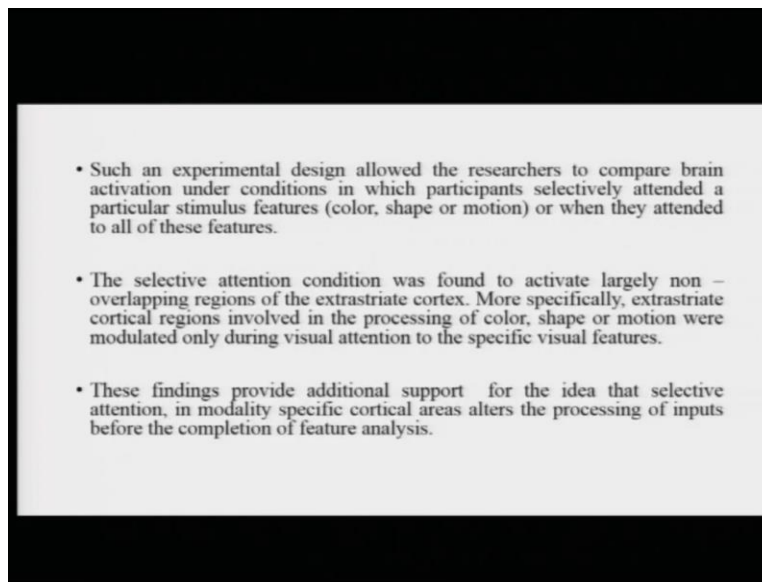 • Such an experimental design allowed the researchers to compare brain
activation under conditions in which participants selectively attended a
particular stimulus features (color, shape or motion) or when they attended
to all of these features.
• The selective attention condition was found to activate largely non –
overlapping regions of the extrastriate cortex. More specifically, extrastriate
cortical regions involved in the processing of color, shape or motion were
modulated only during visual attention to the specific visual features.
• These findings provide additional support for the idea that selective
attention, in modality specific cortical areas alters the processing of inputs
before the completion of feature analysis.